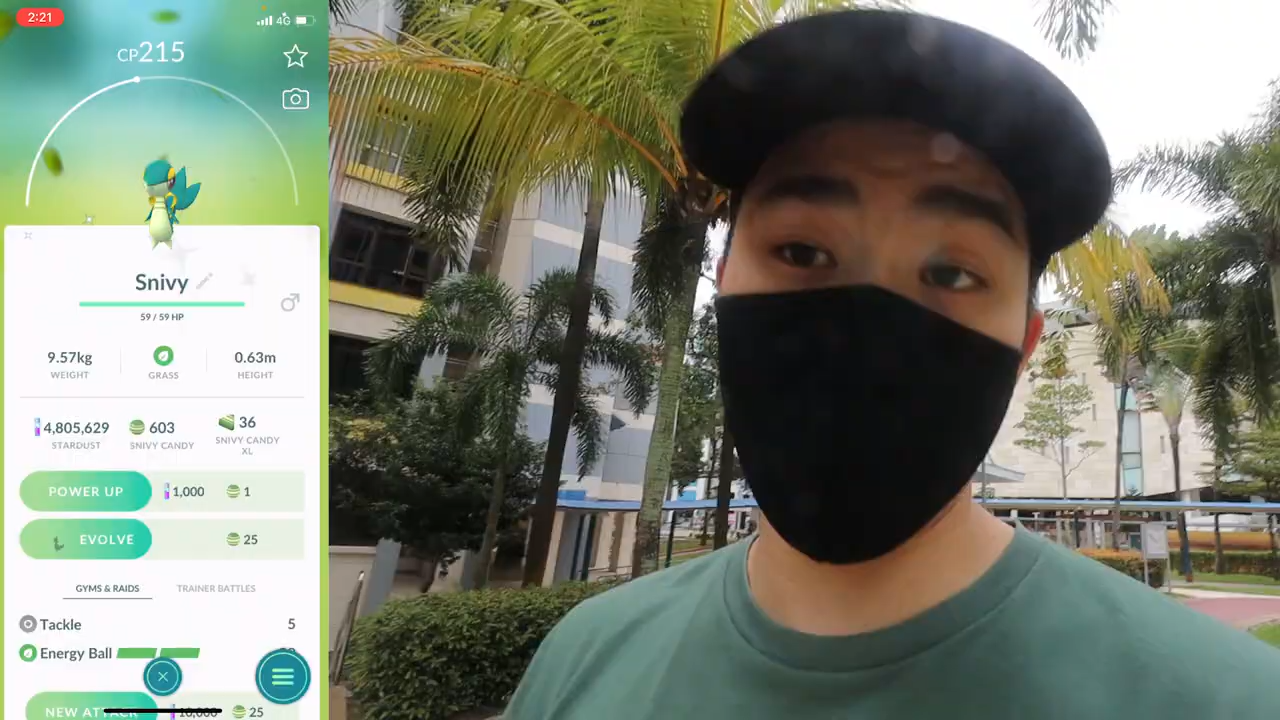 2:21
4G
CP215
Snivy
59 / 59 HP
9.57kg
WEIGHT
GRASS
0.63m
HEIGHT
4,805,629
STARDUST
603
SNIVY CANDY
36
SNIVY CANDY
XL
POWER UP
1,000
1
EVOLVE
25
GYMS & RAIDS
TRAINER BATTLES
Tackle
5
Energy Ball
NEW ATTACK
10,000
25